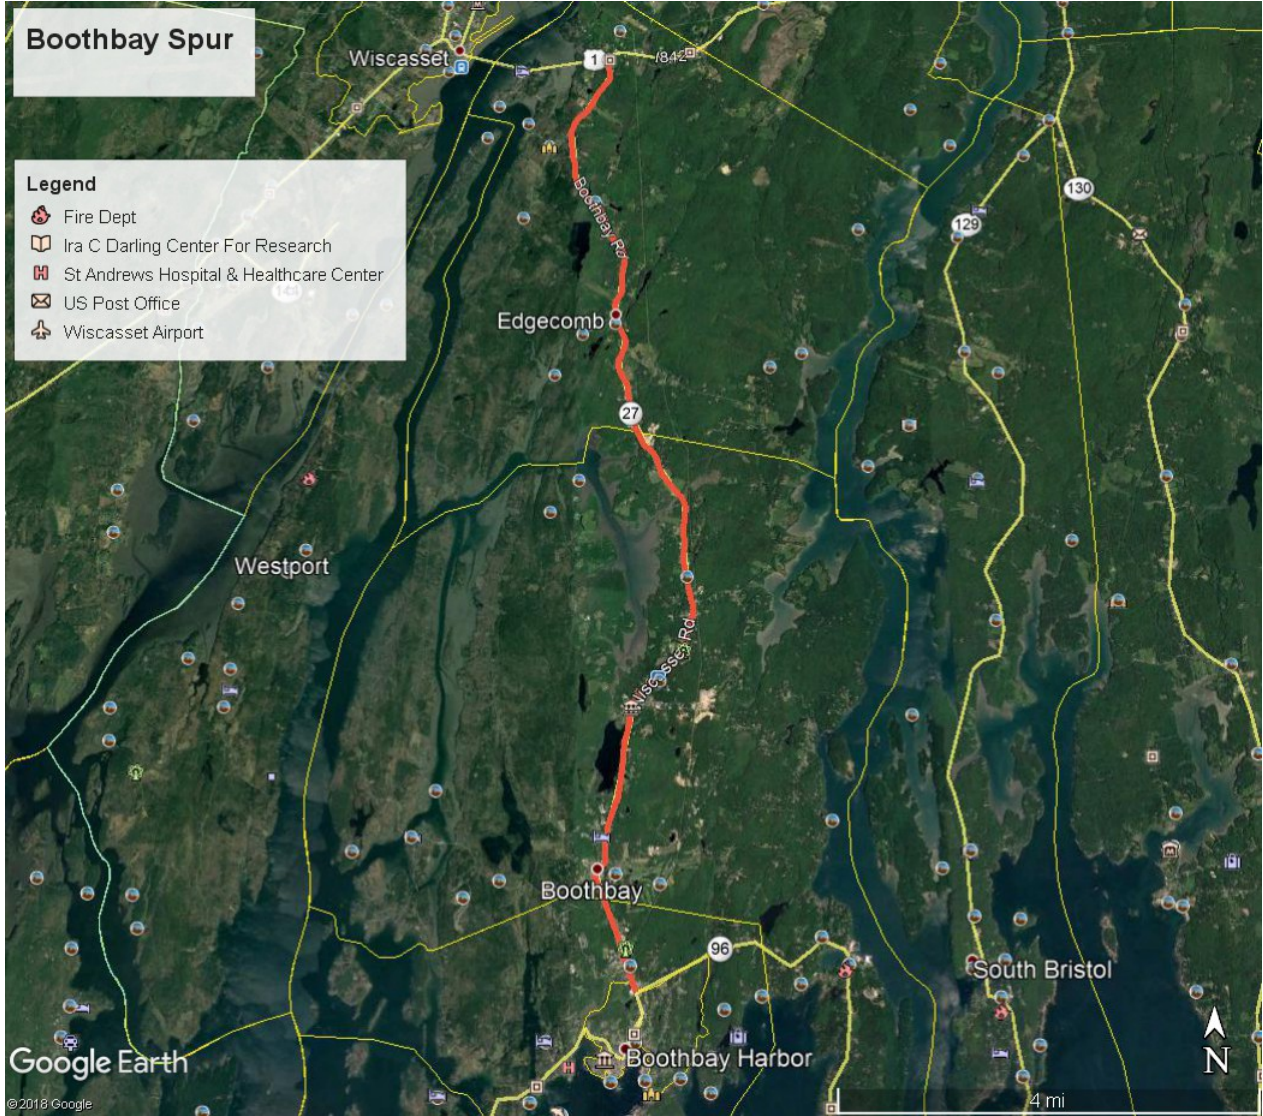 Boothbay Spur
Wiscasset
1
Legend
Fire Dept
Ira C Darling Center For Research
St Andrews Hospital & Healthcare Center
US Post Office
Wiscasset Airport
144
130
129
Boothbay Rd
Edgecomb
27
Westport
Wiscasset Rd
Boothbay
96
South Bristol
Boothbay Harbor
N
Google Earth
4 mi
©2018 Google